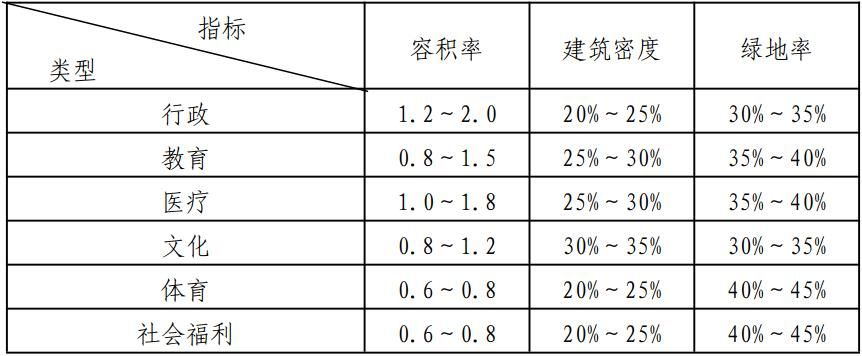 指标
类型 容积率 建筑密度 绿地率
行政 1.2～2.0 20%～25% 30%～35%
教育 0.8～1.5 25%～30% 35%～40%
医疗 1.0～1.8 25%～30% 35%～40%
文化 0.8～1.2 30%～35% 30%～35%
体育 0.6～0.8 20%～25% 40%～45%
社会福利 0.6～0.8 20%～25% 40%～45%